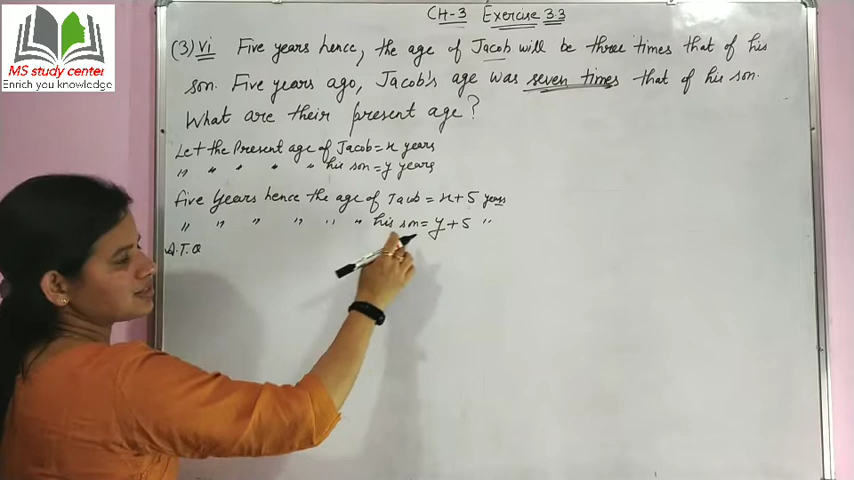 MS study center
Enrich you knowledge
CH-3 Exercise 3.3
(3) vi Five years hence, the age of Jacob will be three times that of his
son. Five years ago, Jacob's age was seven times that of his son.
What are their present age?
Let the Present age of Jacob = x years
" " " " " his son = y years
Five Years hence the age of Jacob = x+5 years
" " " " " " his son = y+5 "
A.T.Q